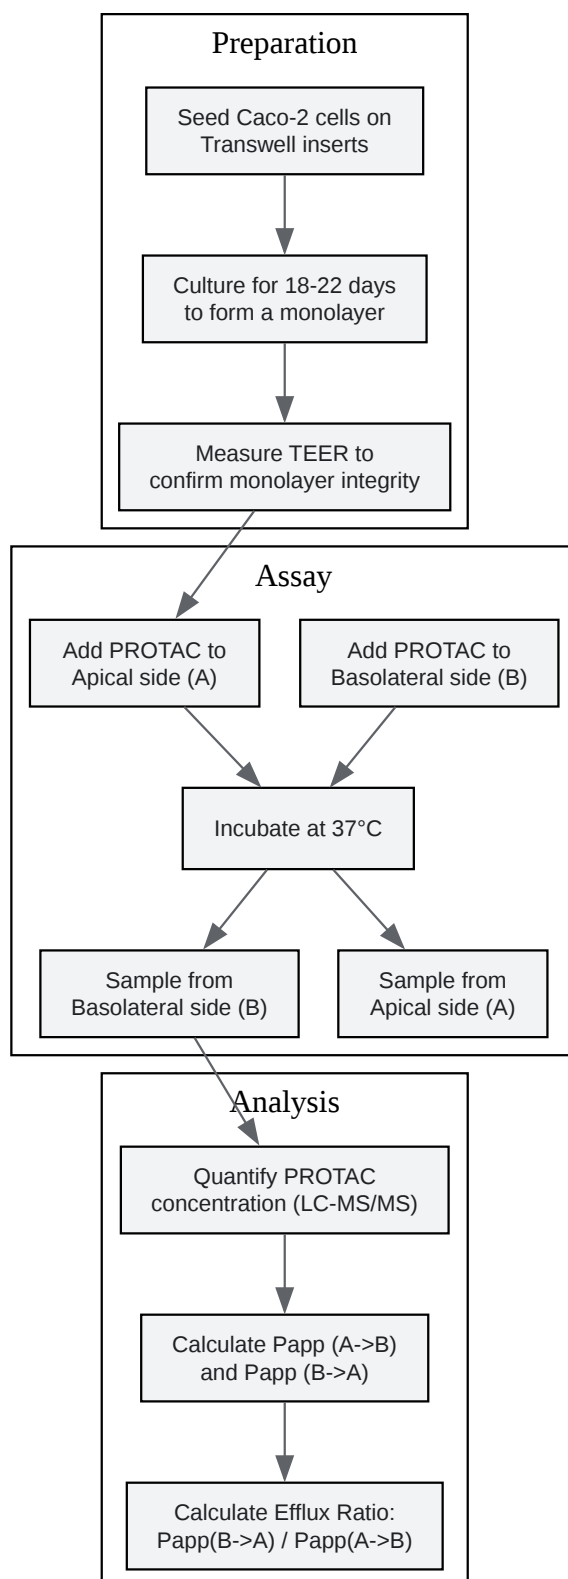 Preparation
Seed Caco-2 cells on
Transwell inserts
Culture for 18-22 days
to form a monolayer
Measure TEER to
confirm monolayer integrity
Assay
Add PROTAC to
Apical side (A)
Add PROTAC to
Basolateral side (B)
Incubate at 37°C
Sample from
Basolateral side (B)
Sample from
Apical side (A)
Analysis
Quantify PROTAC
concentration (LC-MS/MS)
Calculate Papp (A->B)
and Papp (B->A)
Calculate Efflux Ratio:
Papp(B->A) / Papp(A->B)